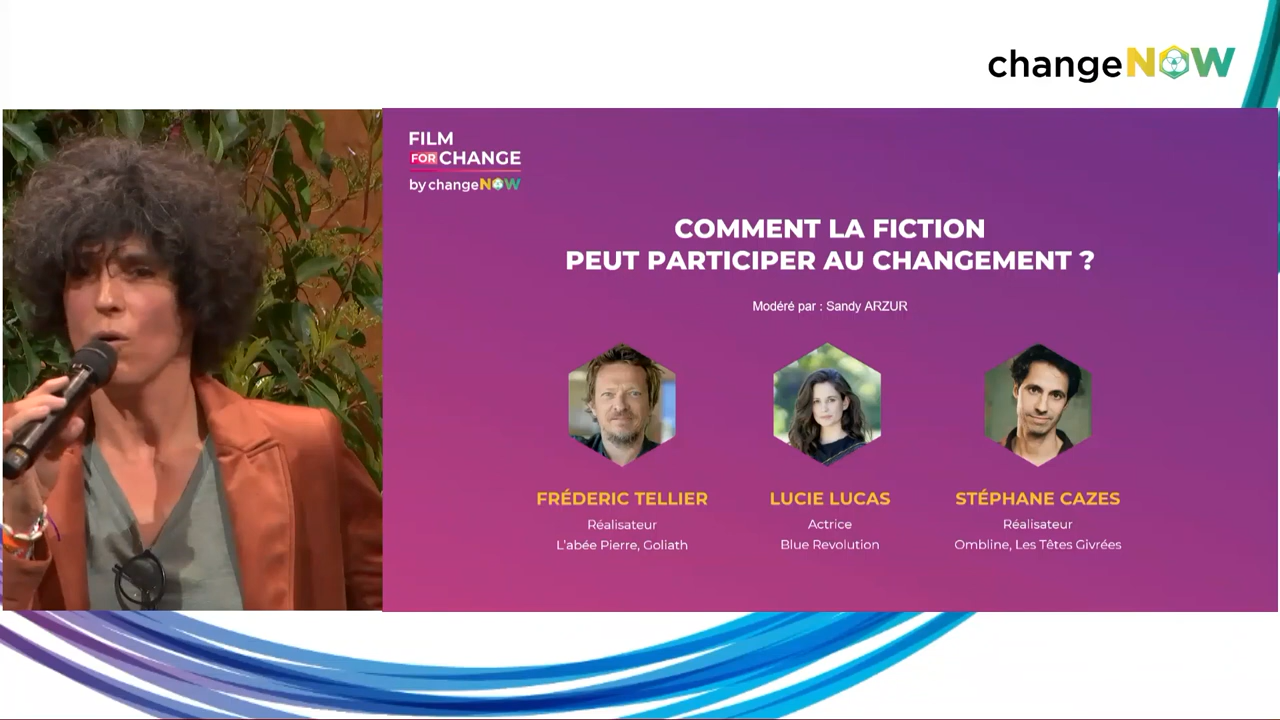 changeNOW
FILM
FOR CHANGE
by changeNOW
COMMENT LA FICTION
PEUT PARTICIPER AU CHANGEMENT ?
Modéré par : Sandy ARZUR
FRÉDERIC TELLIER
Réalisateur
L'abée Pierre, Goliath
LUCIE LUCAS
Actrice
Blue Revolution
STÉPHANE CAZES
Réalisateur
Ombline, Les Têtes Givrées